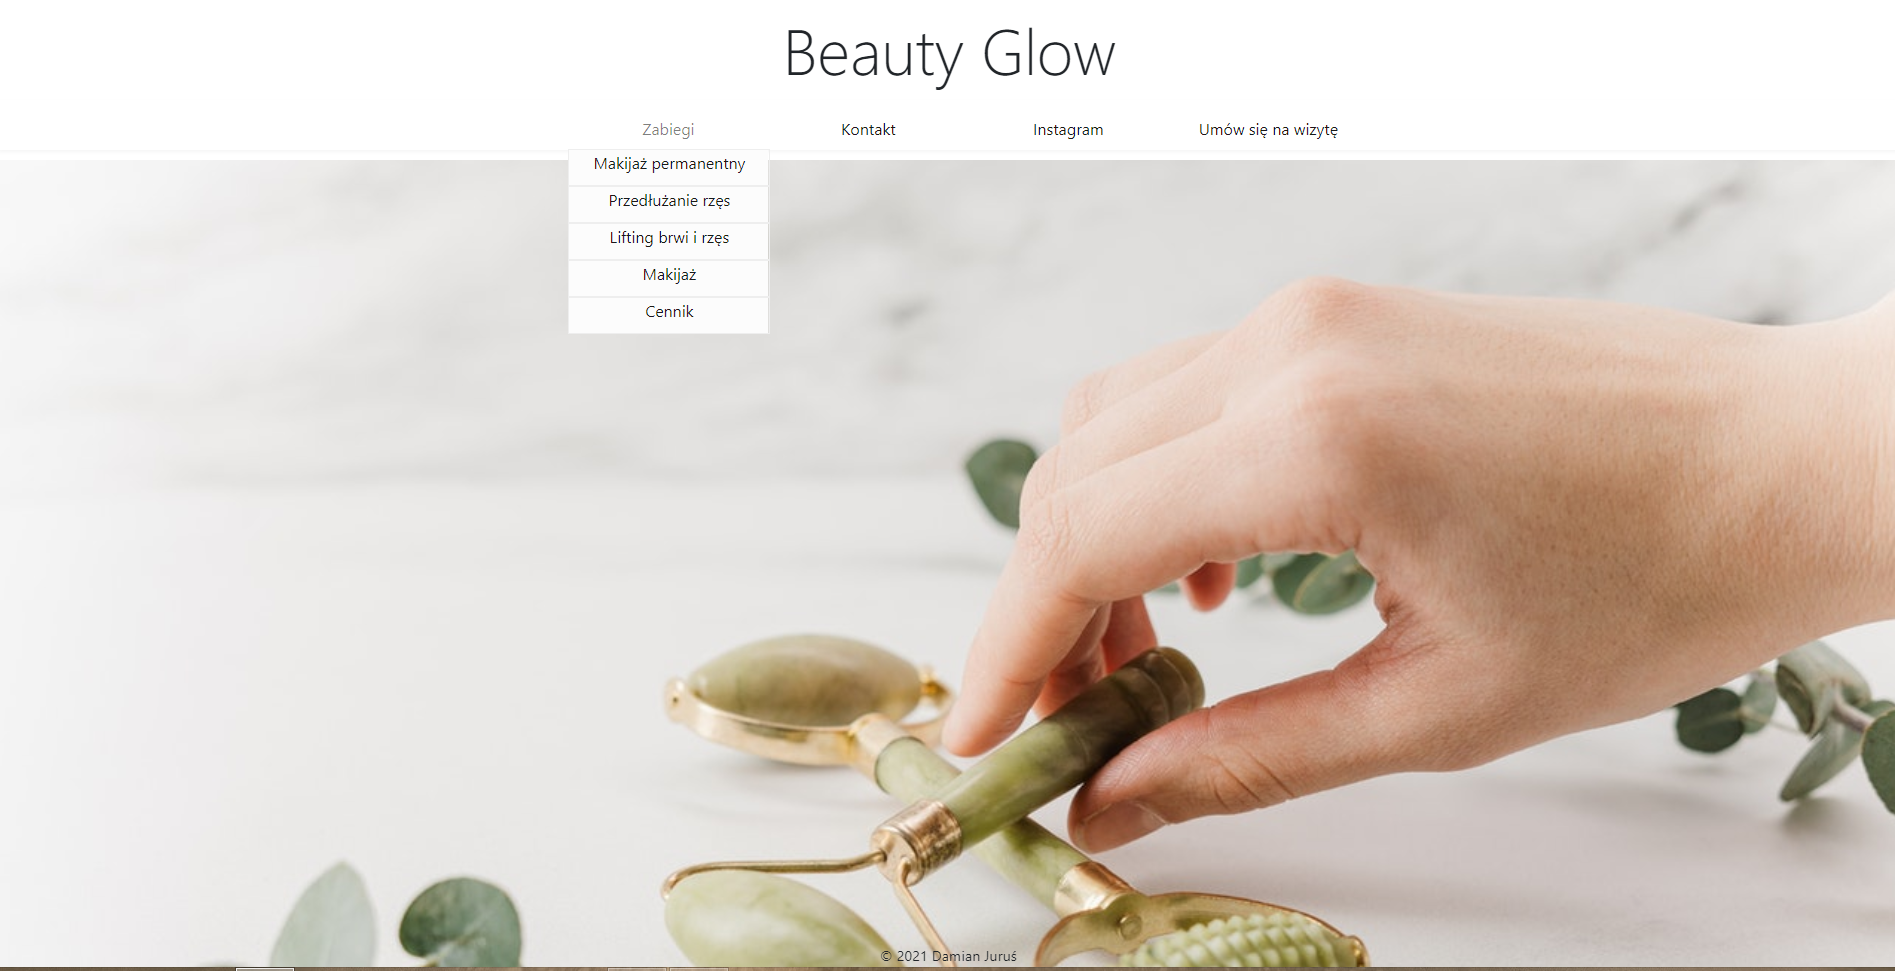 Beauty Glow
Zabiegi Kontakt Instagram Umów się na wizytę
Makijaż permanentny
Przedłużanie rzęs
Lifting brwi i rzęs
Makijaż
Cennik
© 2021 Damian Juruś